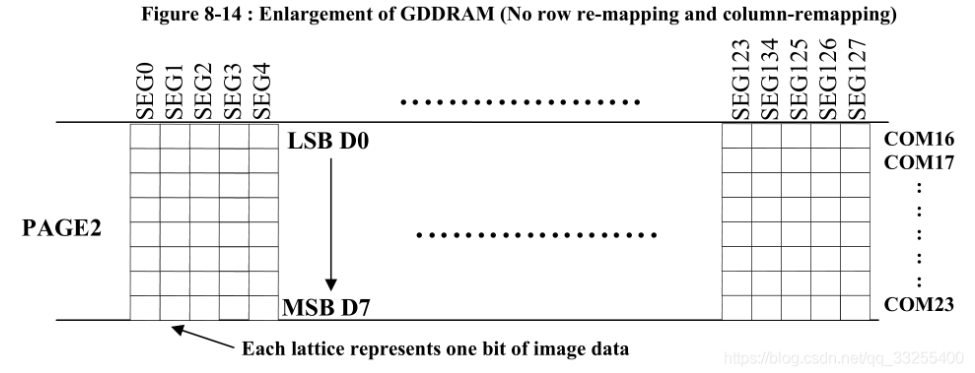 Figure 8-14 : Enlargement of GDDRAM (No row re-mapping and column-remapping)
SEG0
SEG1
SEG2
SEG3
SEG4
SEG123
SEG134
SEG125
SEG126
SEG127
LSB D0
COM16
COM17
PAGE2
MSB D7
COM23
Each lattice represents one bit of image data
https://blog.csdn.net/qq_33255400